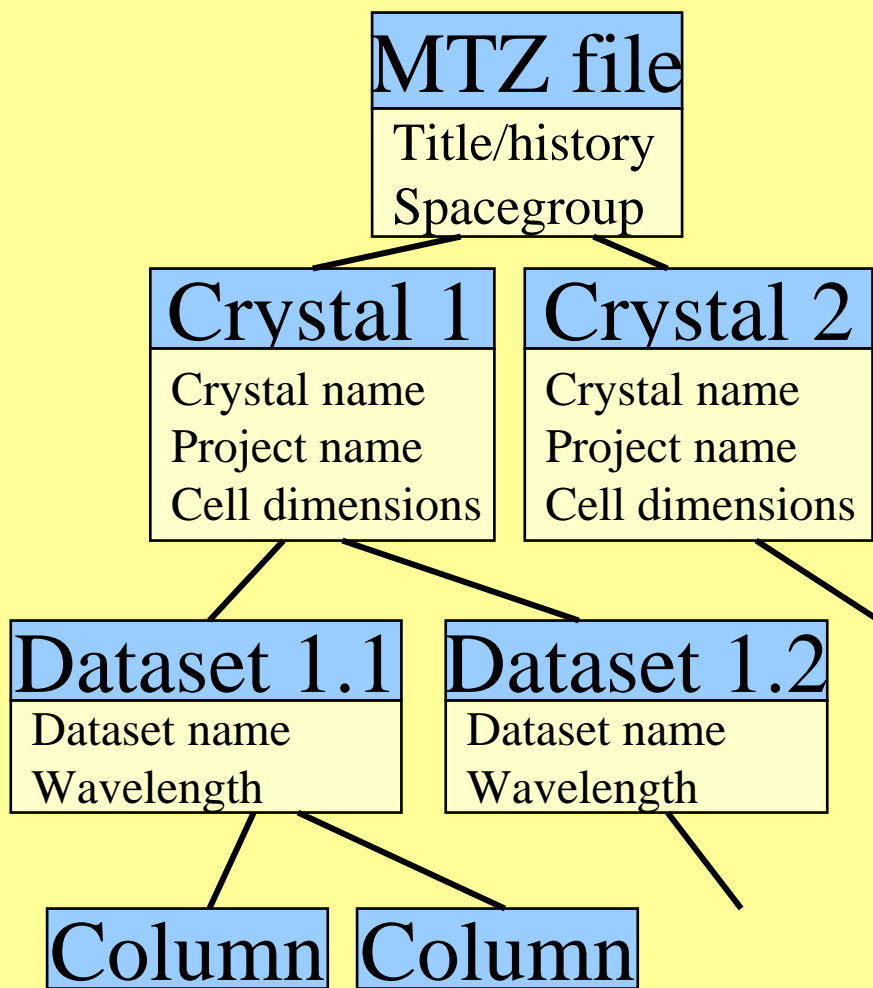 MTZ file
Title/history
Spacegroup
Crystal 1
Crystal name
Project name
Cell dimensions
Crystal 2
Crystal name
Project name
Cell dimensions
Dataset 1.1
Dataset name
Wavelength
Dataset 1.2
Dataset name
Wavelength
Column
Column